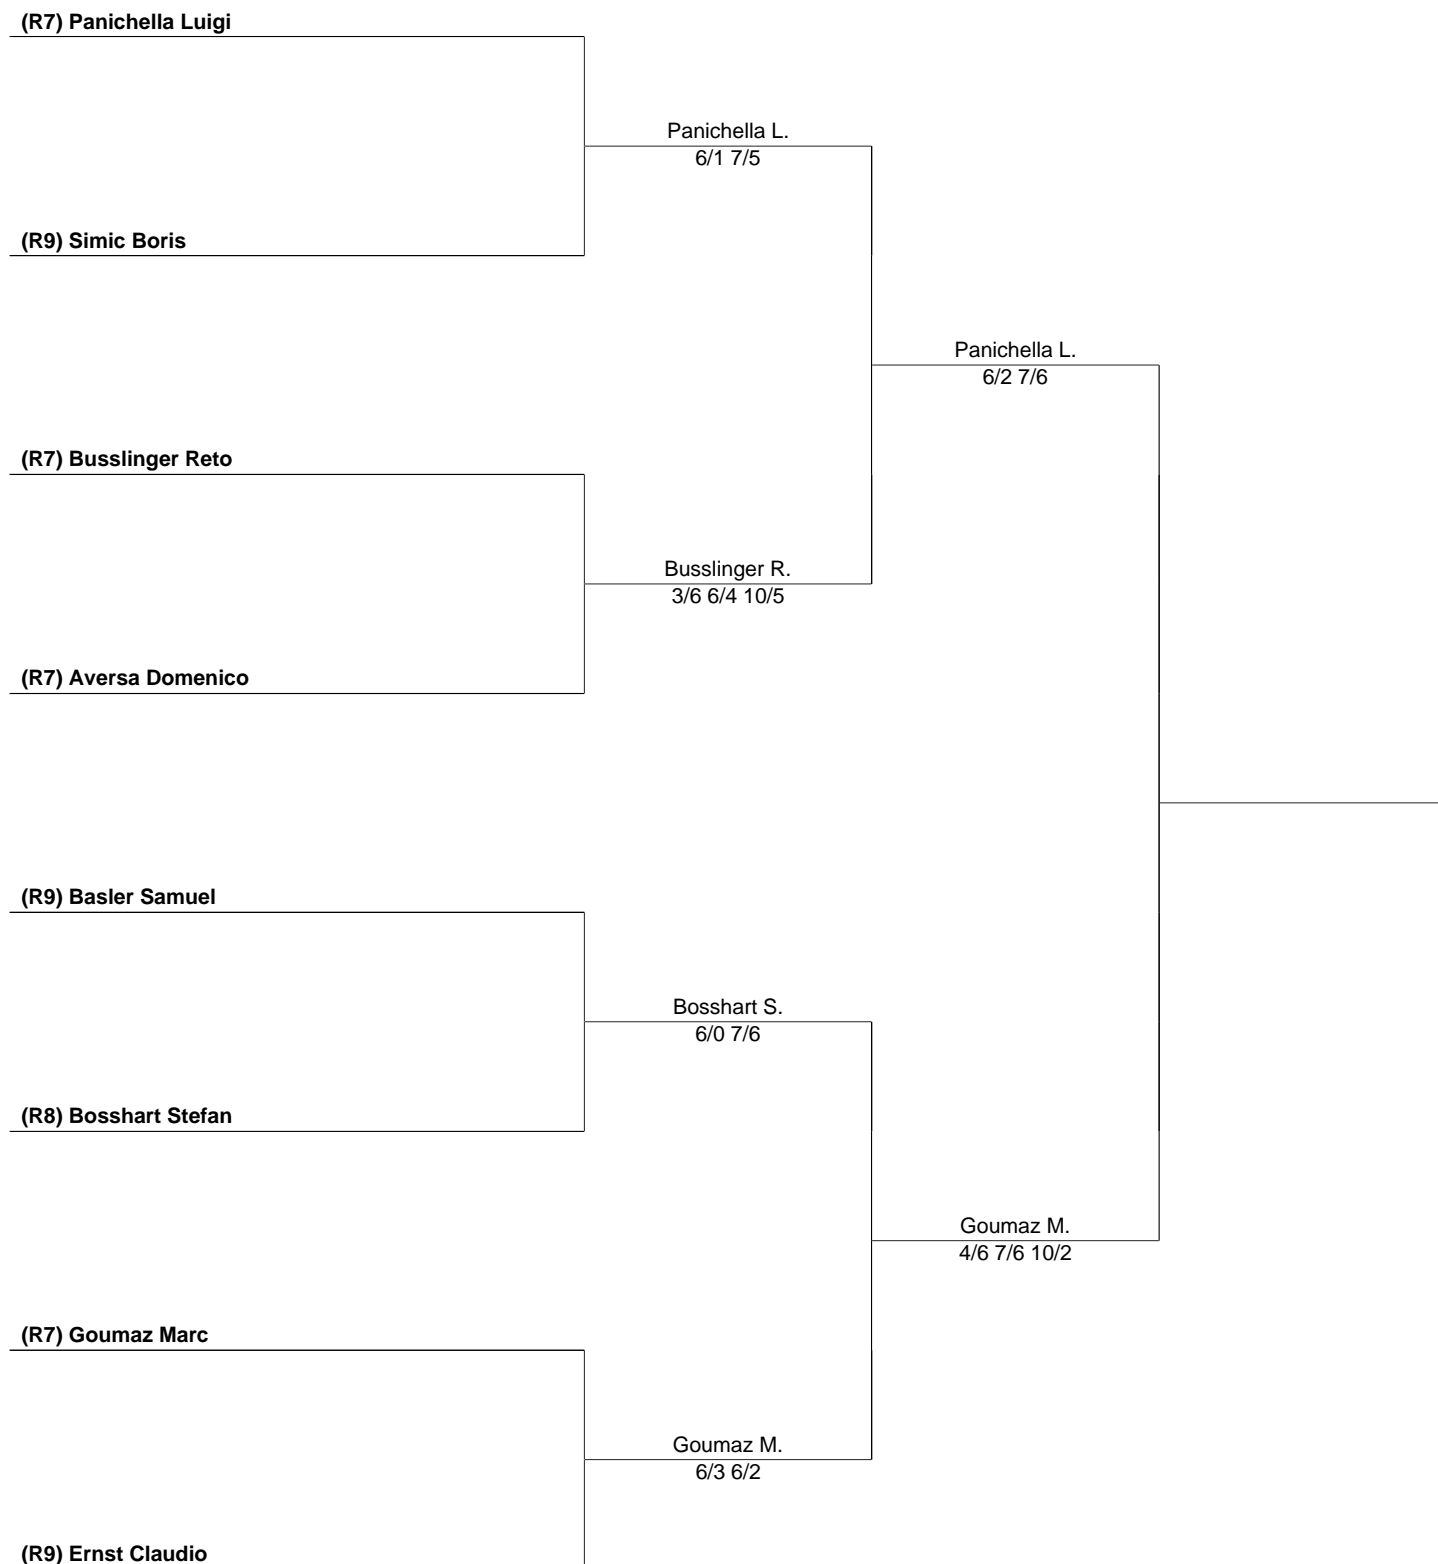 (R7) Panichella Luigi
Panichella L.
6/1 7/5
(R9) Simic Boris
Panichella L.
6/2 7/6
(R7) Busslinger Reto
Busslinger R.
3/6 6/4 10/5
(R7) Aversa Domenico
(R9) Basler Samuel
Bosshart S.
6/0 7/6
(R8) Bosshart Stefan
Goumaz M.
4/6 7/6 10/2
(R7) Goumaz Marc
Goumaz M.
6/3 6/2
(R9) Ernst Claudio